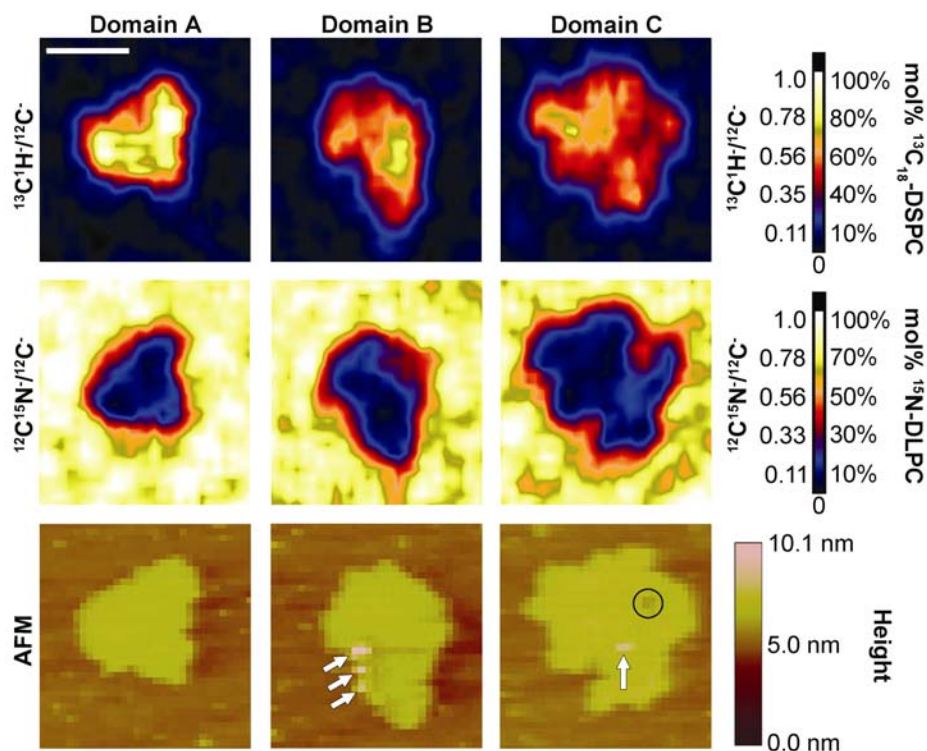 Domain A Domain B Domain C
¹³C¹H⁻/¹²C⁻
¹³C¹H⁻/¹²C⁻
1.0 100%
0.78 80%
0.56 60%
0.35 40%
0.11 10%
0
mol% ¹³C₁₈-DSPC
¹²C¹⁵N⁻/¹²C⁻
¹²C¹⁵N⁻/¹²C⁻
1.0 100%
0.78 70%
0.56 50%
0.33 30%
0.11 10%
0
mol% ¹⁵N-DLPC
AFM
10.1 nm
5.0 nm
0.0 nm
Height